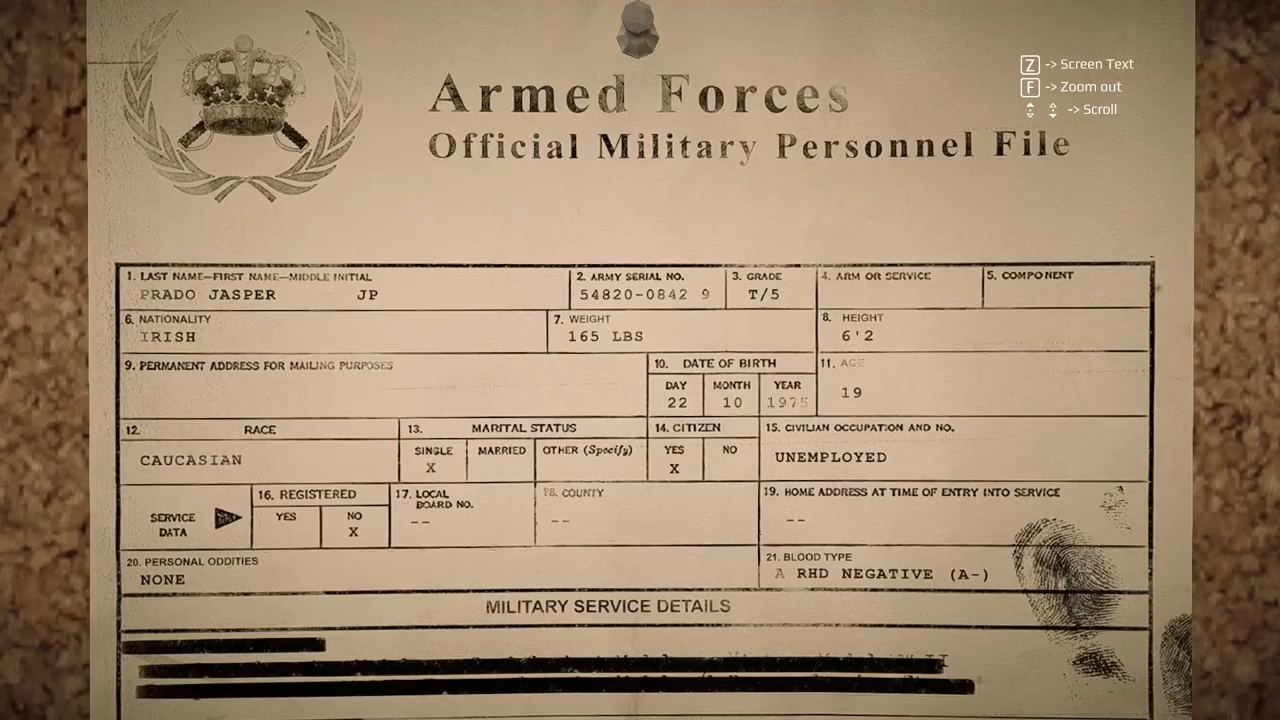 Z -> Screen Text
F -> Zoom out
-> Scroll
Armed Forces
Official Military Personnel File
1. LAST NAME—FIRST NAME—MIDDLE INITIAL
PRADO JASPER JP
2. ARMY SERIAL NO.
54820-0842 9
3. GRADE
T/5
4. ARM OR SERVICE
5. COMPONENT
6. NATIONALITY
IRISH
7. WEIGHT
165 LBS
8. HEIGHT
6'2
9. PERMANENT ADDRESS FOR MAILING PURPOSES
10. DATE OF BIRTH
DAY MONTH YEAR
22 10 1975
11. AGE
19
12. RACE
CAUCASIAN
13. MARITAL STATUS
SINGLE MARRIED OTHER (Specify)
X
14. CITIZEN
YES NO
X
15. CIVILIAN OCCUPATION AND NO.
UNEMPLOYED
SERVICE
DATA
16. REGISTERED
YES NO
X
17. LOCAL
BOARD NO.
--
18. COUNTY
--
19. HOME ADDRESS AT TIME OF ENTRY INTO SERVICE
--
20. PERSONAL ODDITIES
NONE
21. BLOOD TYPE
A RHD NEGATIVE (A-)
MILITARY SERVICE DETAILS